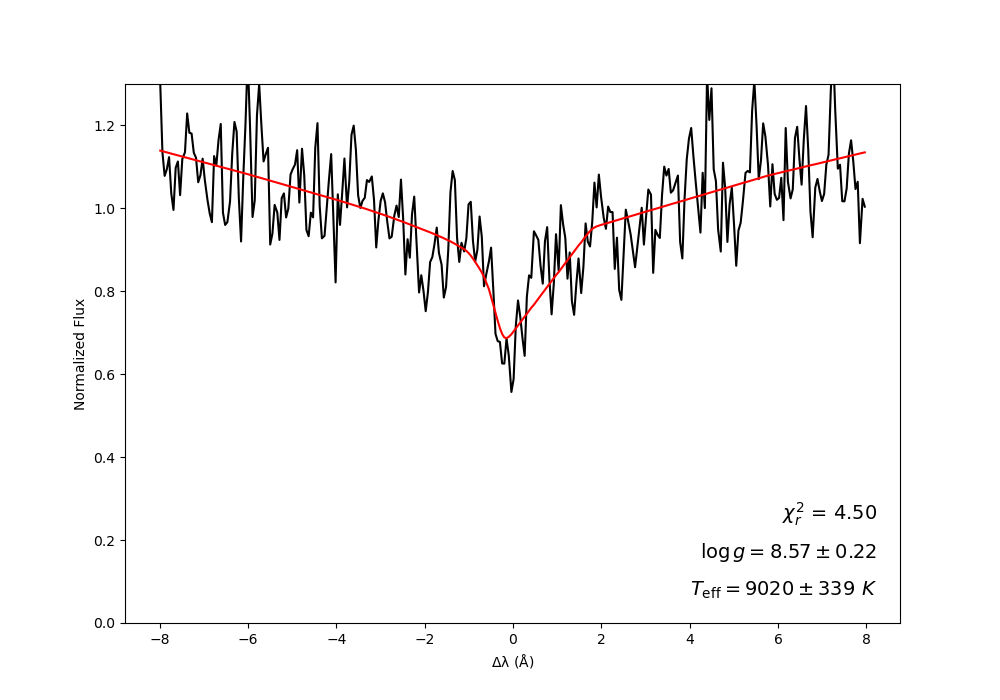 1.2
1.0
0.8
0.6
0.4
0.2
0.0
Normalized Flux
χ²ᵣ = 4.50
log g = 8.57 ± 0.22
T_eff = 9020 ± 339 K
−8 −6 −4 −2 0 2 4 6 8
Δλ (Å)